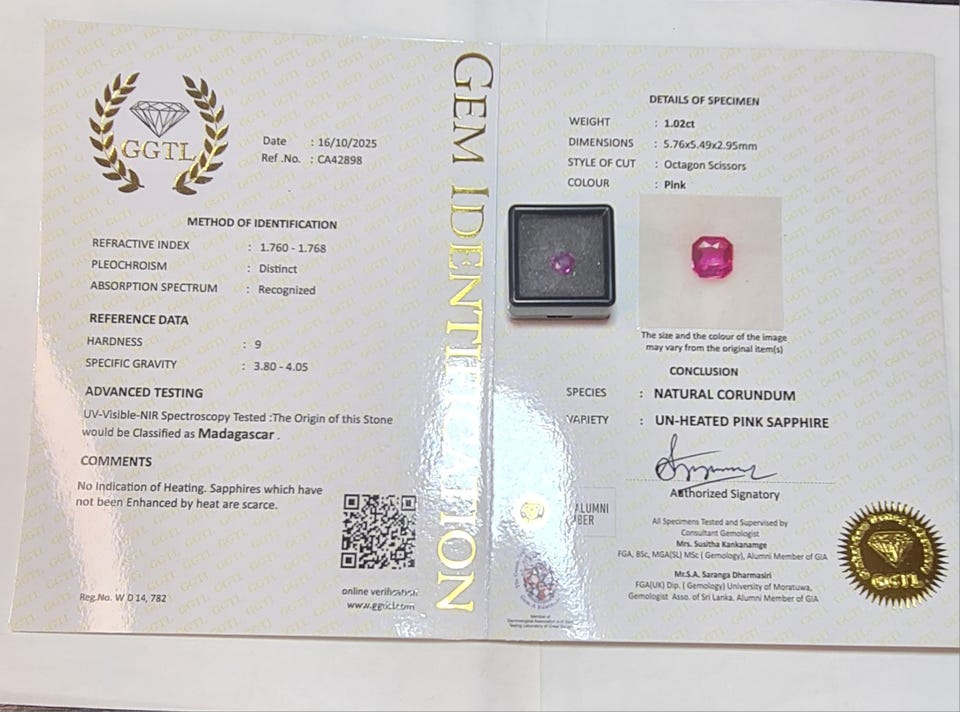 GGTL
Date : 16/10/2025
Ref .No. : CA42898
METHOD OF IDENTIFICATION
REFRACTIVE INDEX : 1.760 - 1.768
PLEOCHROISM : Distinct
ABSORPTION SPECTRUM : Recognized
REFERENCE DATA
HARDNESS : 9
SPECIFIC GRAVITY : 3.80 - 4.05
ADVANCED TESTING
UV-Visible-NIR Spectroscopy Tested :The Origin of this Stone
would be Classified as Madagascar .
COMMENTS
No Indication of Heating. Sapphires which have
not been Enhanced by heat are scarce.
Reg.No. W D 14, 782
online verification
GEM IDENTIFICATION
DETAILS OF SPECIMEN
WEIGHT : 1.02ct
DIMENSIONS : 5.76x5.49x2.95mm
STYLE OF CUT : Octagon Scissors
COLOUR : Pink
The size and the colour of the image
may vary from the original item(s)
CONCLUSION
SPECIES : NATURAL CORUNDUM
VARIETY : UN-HEATED PINK SAPPHIRE
Authorized Signatory
ALUMNI
All Specimens Tested and Supervised by
Consultant Gemologist
Mrs. Susitha Kankanamge
FGA, BSc, MGA(SL) MSc ( Gemology), Alumni Member of GIA
Mr.S.A. Saranga Dharmasiri
FGA(UK) Dip. ( Gemology) University of Moratuwa,
Gemologist Asso. of Sri Lanka, Alumni Member of GIA
GGTL